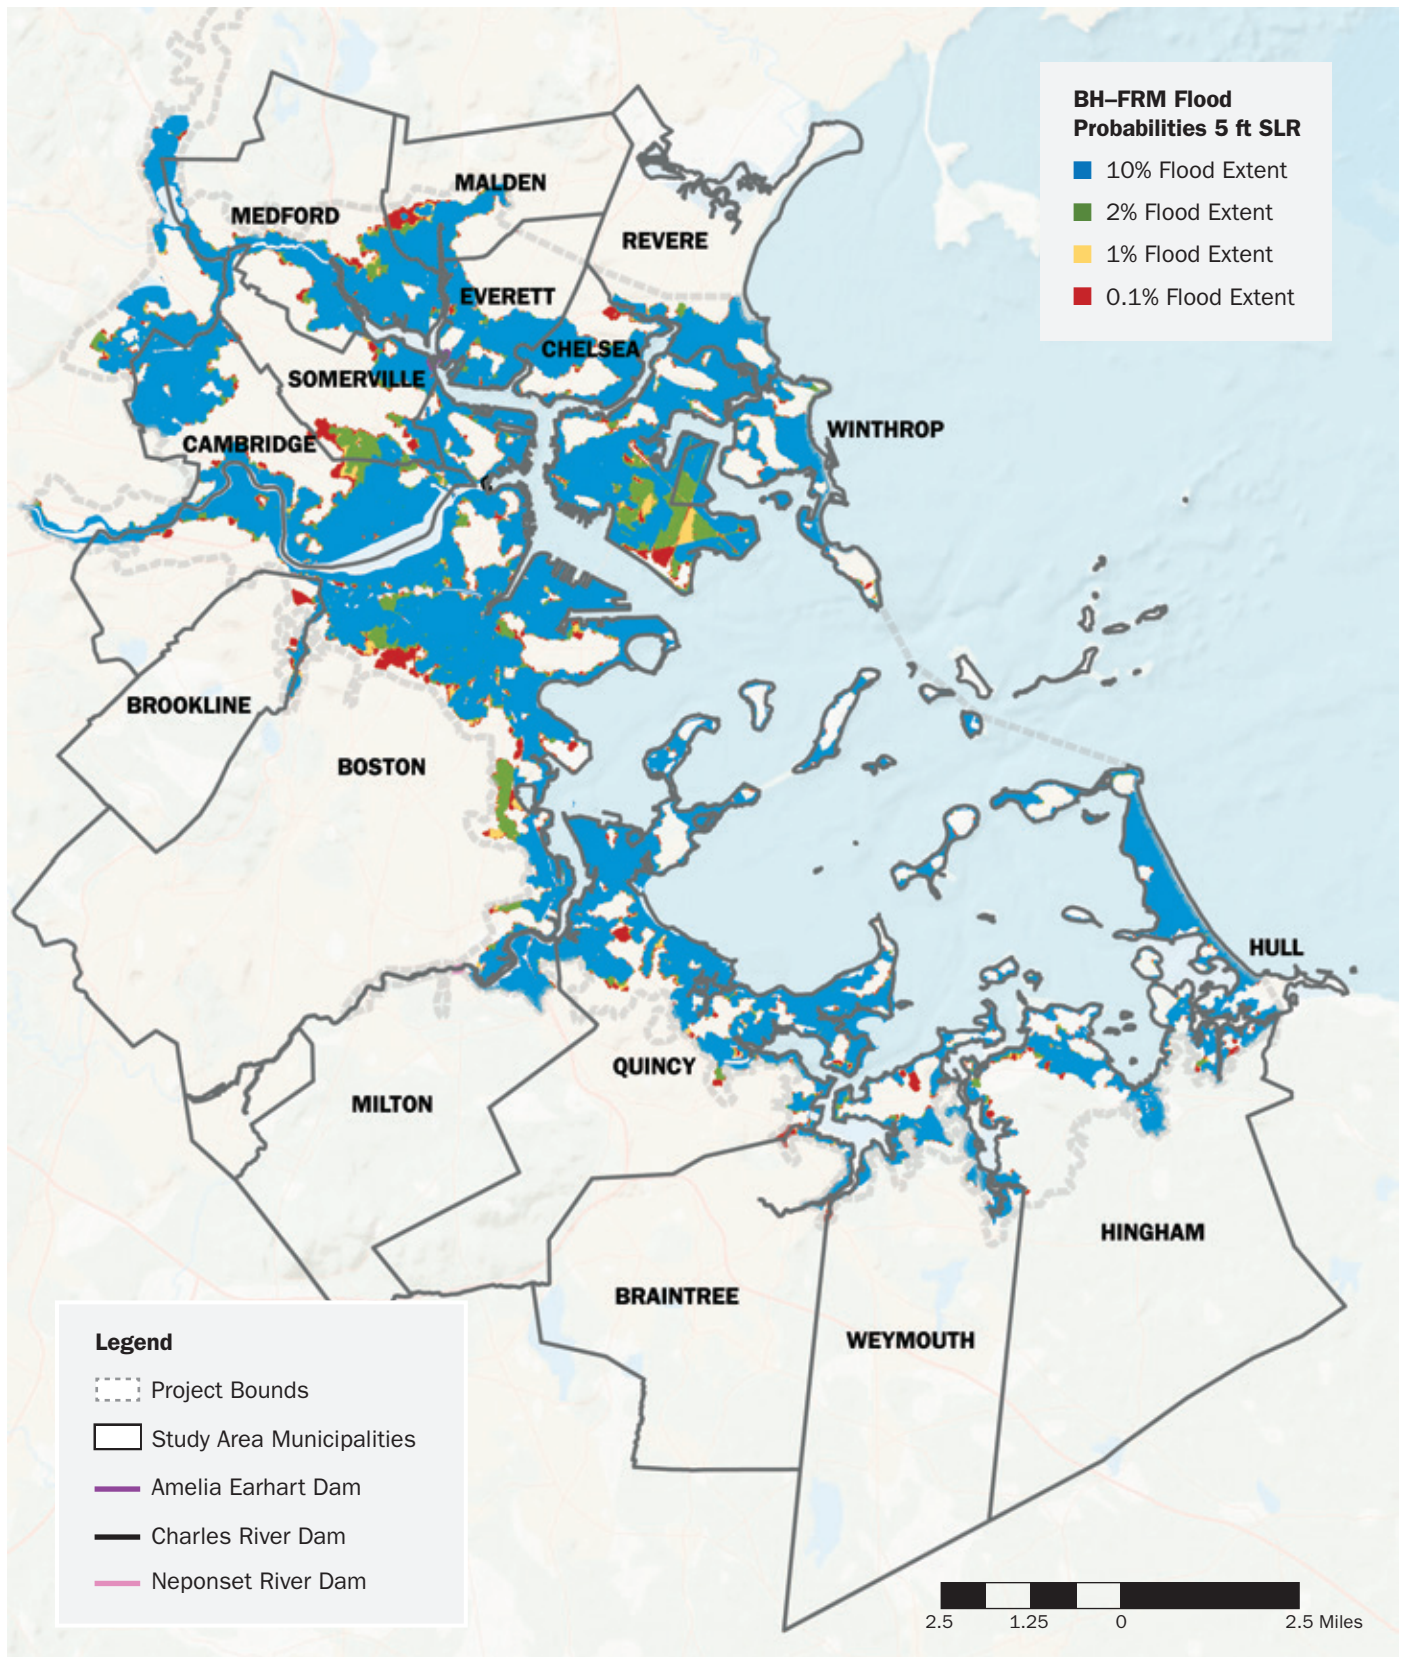 BH–FRM Flood
Probabilities 5 ft SLR
10% Flood Extent
2% Flood Extent
1% Flood Extent
0.1% Flood Extent
MALDEN
MEDFORD
REVERE
EVERETT
CHELSEA
SOMERVILLE
WINTHROP
CAMBRIDGE
BROOKLINE
BOSTON
HULL
QUINCY
MILTON
HINGHAM
BRAINTREE
WEYMOUTH
Legend
Project Bounds
Study Area Municipalities
Amelia Earhart Dam
Charles River Dam
Neponset River Dam
2.5 1.25 0 2.5 Miles